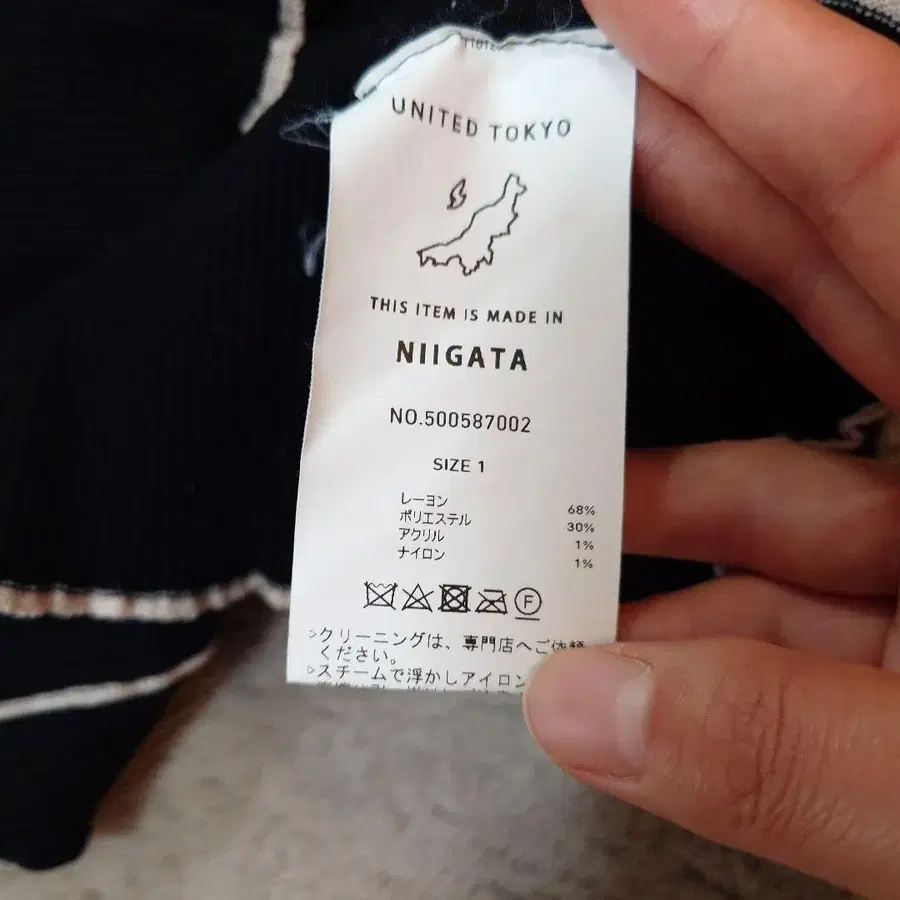 UNITED TOKYO
THIS ITEM IS MADE IN
NIIGATA
NO.500587002
SIZE 1
レーヨン 68%
ポリエステル 30%
アクリル 1%
ナイロン 1%
F
▷クリーニングは、専門店へご依頼
ください。
▷スチームで浮かしアイロン